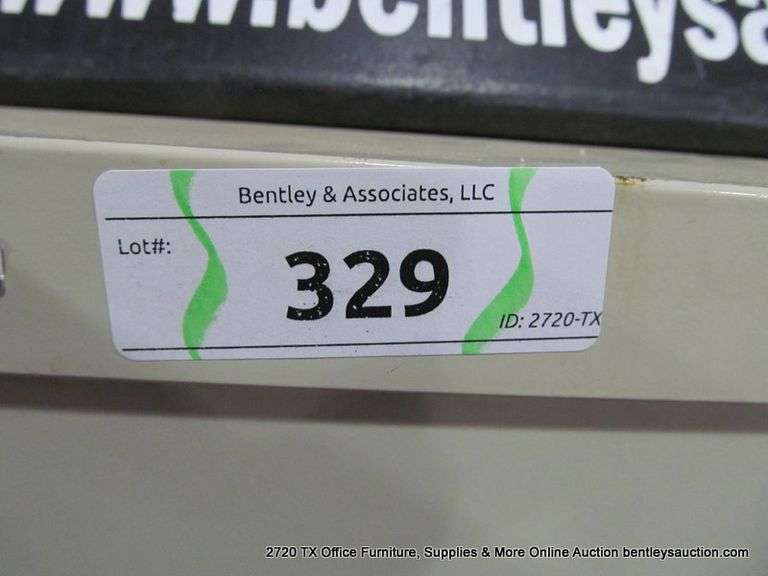 www.bentleysa
Bentley & Associates, LLC
Lot#:
329
ID: 2720-TX
2720 TX Office Furniture, Supplies & More Online Auction bentleysauction.com